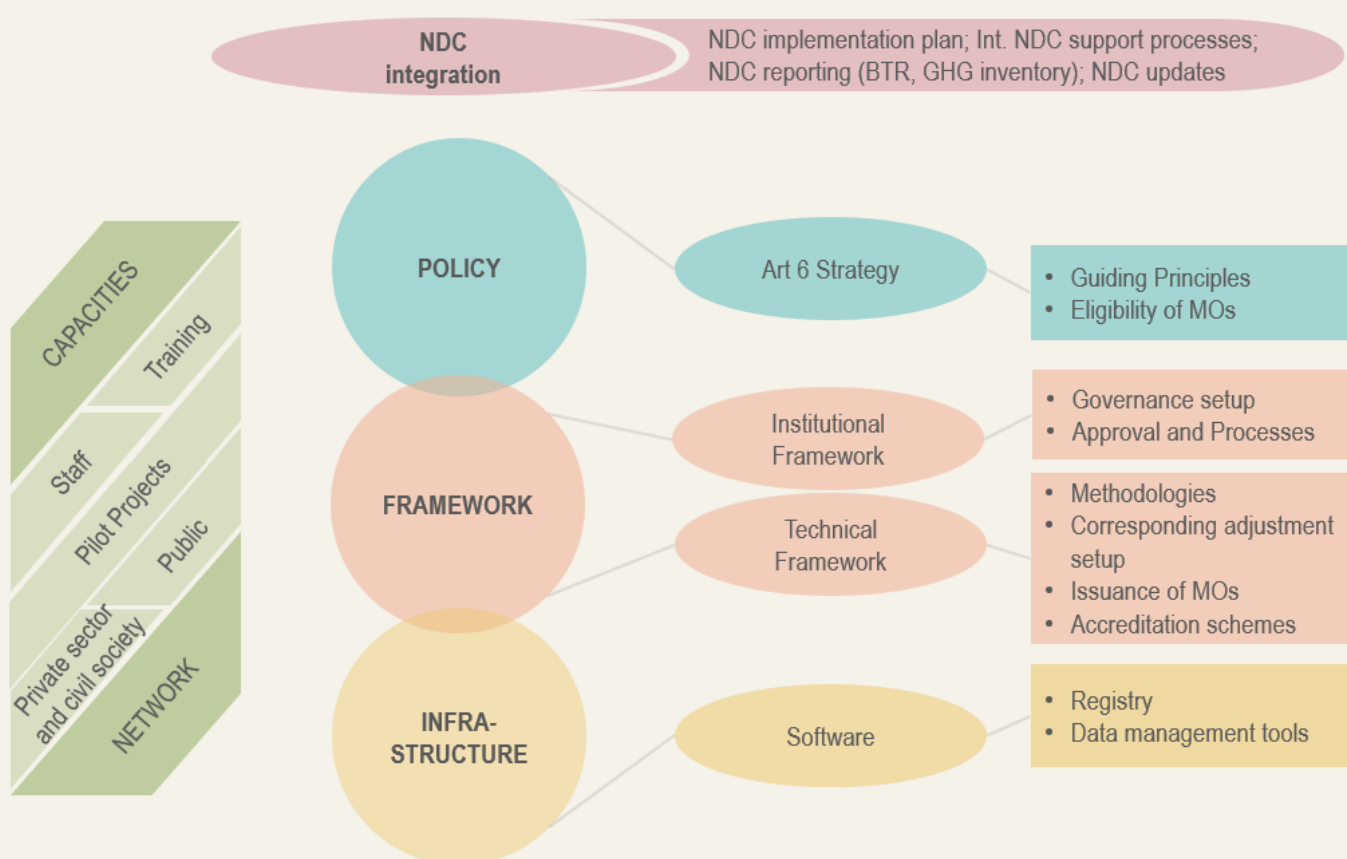 NDC
integration
NDC implementation plan; Int. NDC support processes;
NDC reporting (BTR, GHG inventory); NDC updates
CAPACITIES
Training
Staff
Pilot Projects
Public
Private sector
and civil society
NETWORK
POLICY
Art 6 Strategy
• Guiding Principles
• Eligibility of MOs
FRAMEWORK
Institutional
Framework
• Governance setup
• Approval and Processes
Technical
Framework
• Methodologies
• Corresponding adjustment
setup
• Issuance of MOs
• Accreditation schemes
INFRA-
STRUCTURE
Software
• Registry
• Data management tools